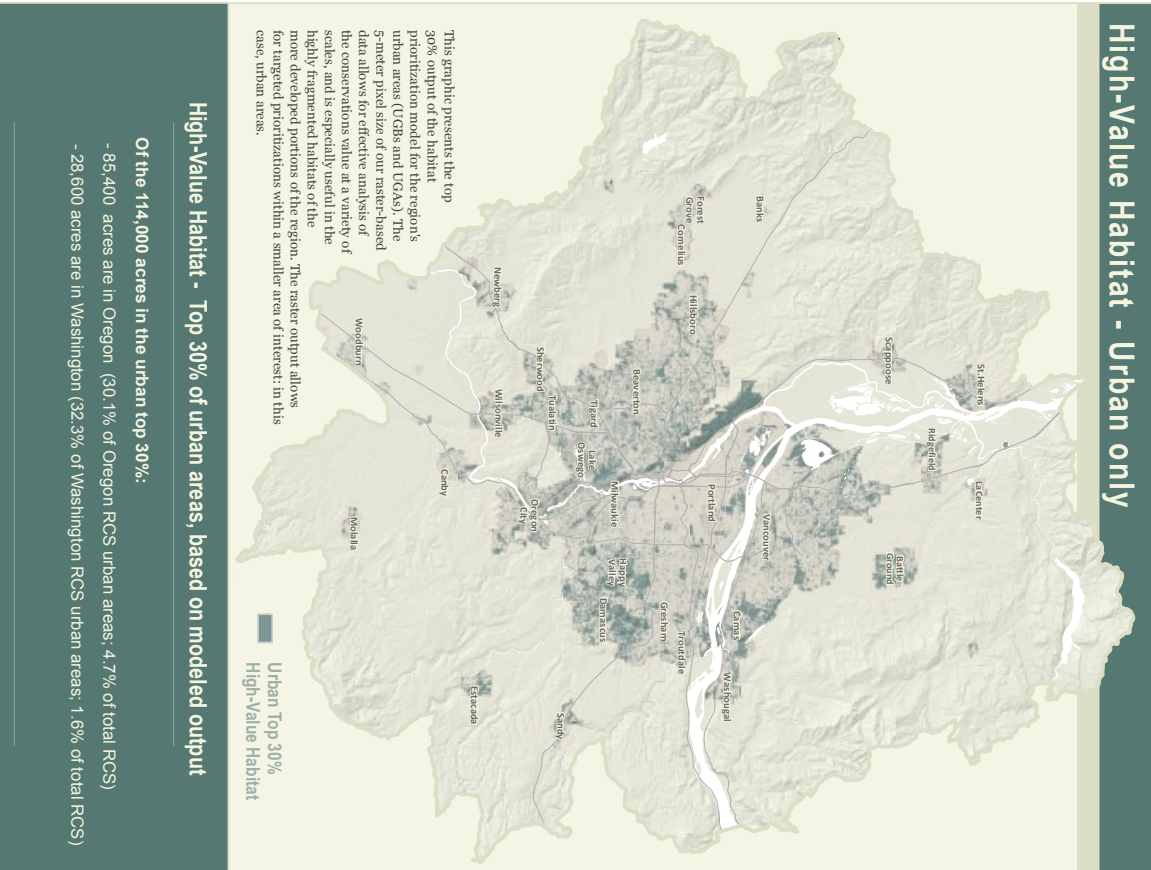 High-Value Habitat - Urban only
This graphic presents the top
30% output of the habitat
prioritization model for the region's
urban areas (UGBs and UGAs). The
5-meter pixel size of our raster-based
data allows for effective analysis of
the conservations value at a variety of
scales, and is especially useful in the
highly fragmented habitats of the
more developed portions of the region. The raster output allows
for targeted prioritizations within a smaller area of interest: in this
case, urban areas.
St.Helens
La Center
Ridgefield
Scappoose
Battle
Ground
Banks
Vancouver
Camas
Washougal
Forest
Grove
Cornelius
Hillsboro
Portland
Troutdale
Gresham
Beaverton
Milwaukie
Happy
Valley
Damascus
Tigard
Lake
Oswego
Tualatin
Sherwood
Oregon
City
Sandy
Newberg
Wilsonville
Canby
Estacada
Woodburn
Molalla
Urban Top 30%
High-Value Habitat
High-Value Habitat - Top 30% of urban areas, based on modeled output
Of the 114,000 acres in the urban top 30%:
- 85,400 acres are in Oregon (30.1% of Oregon RCS urban areas; 4.7% of total RCS)
- 28,600 acres are in Washington (32.3% of Washington RCS urban areas; 1.6% of total RCS)